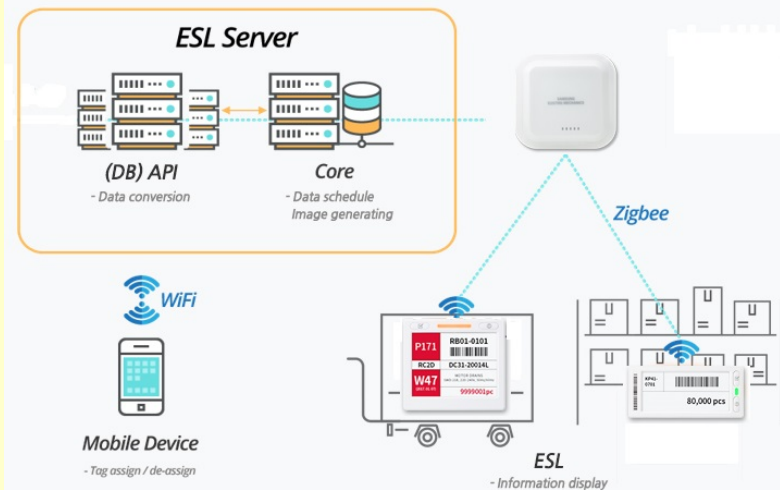 ESL Server
(DB) API
- Data conversion
Core
- Data schedule
Image generating
Zigbee
WiFi
P171
RB01-0101
RC2D
DC31-20014L
W47
9999001pc
80,000 pcs
Mobile Device
- Tag assign / de-assign
ESL
- Information display